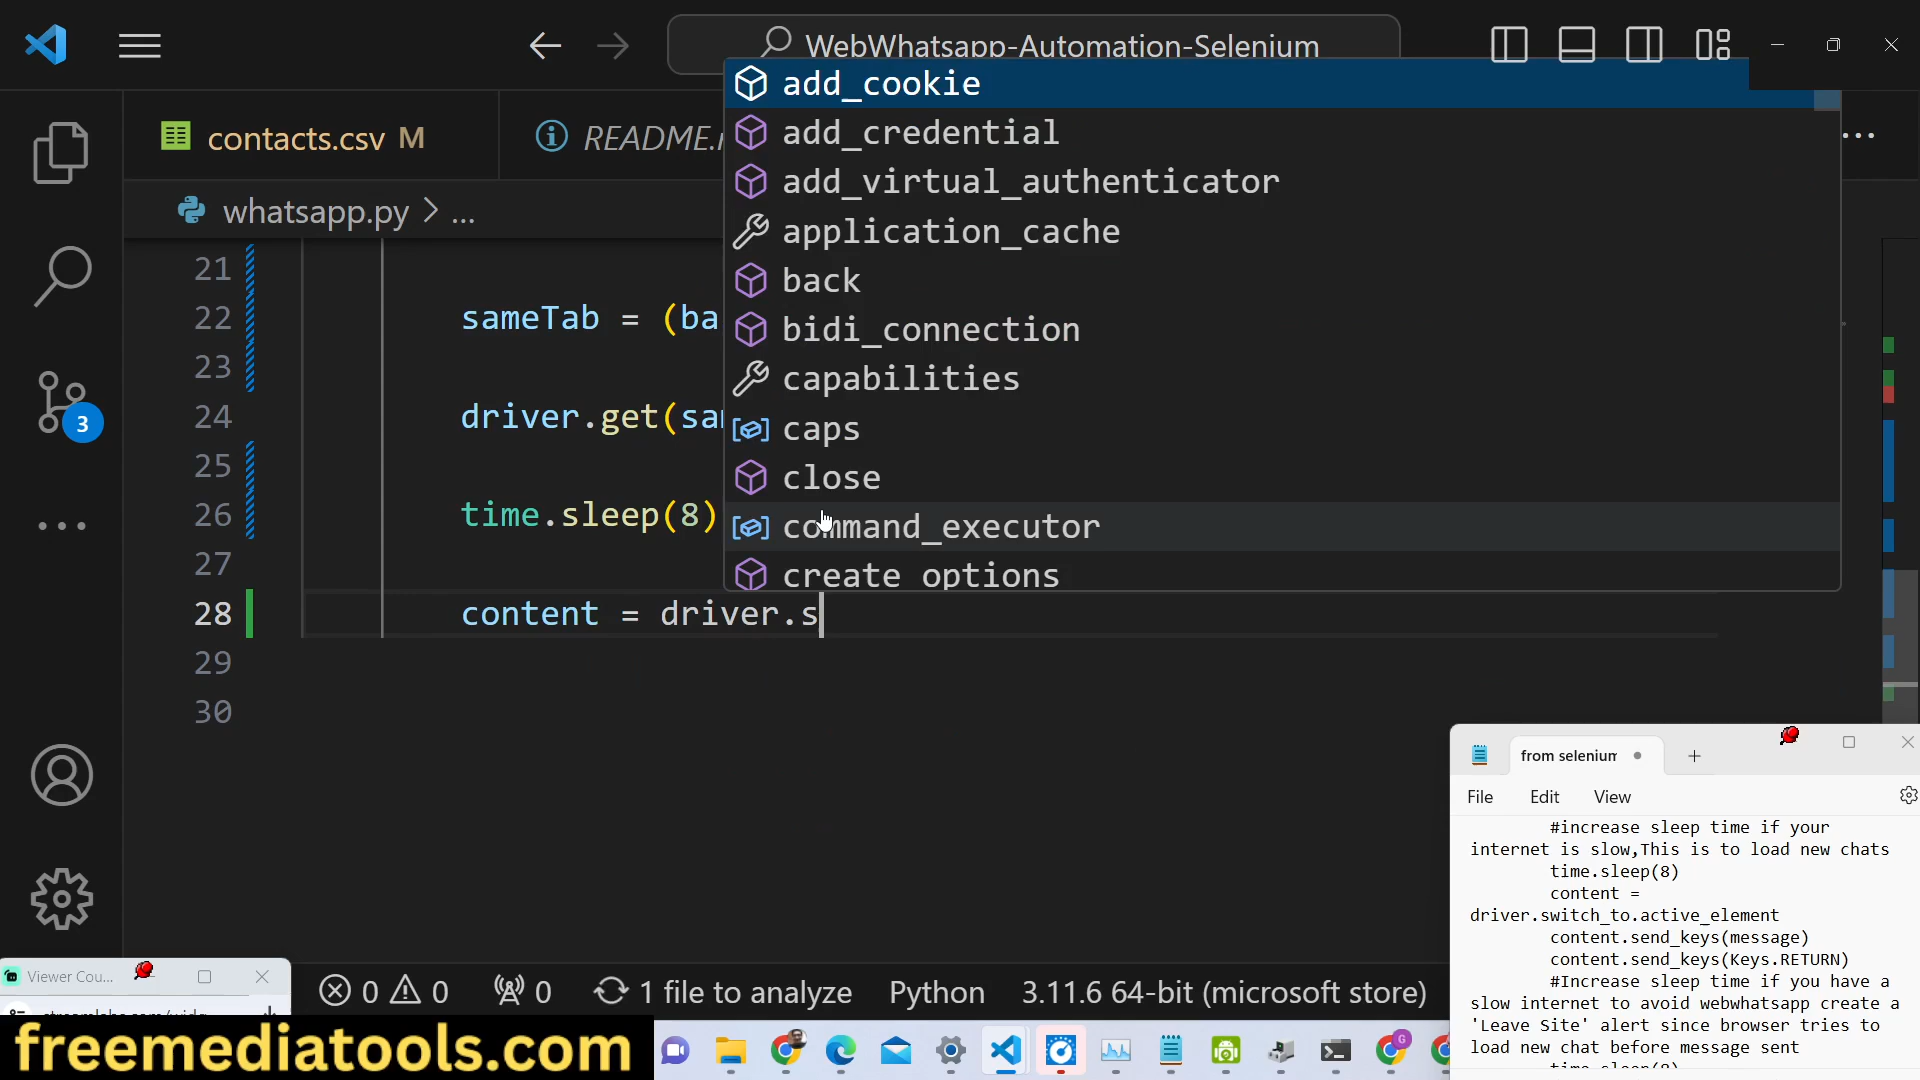 WebWhatsapp-Automation-Selenium
contacts.csv M
README.
whatsapp.py > ...
add_cookie
add_credential
add_virtual_authenticator
application_cache
back
bidi_connection
capabilities
caps
close
command_executor
create_options
21
22 sameTab = (ba
23
24 driver.get(sa
25
26 time.sleep(8)
27
28 content = driver.s
29
30
3
from selenium
File Edit View
#increase sleep time if your
internet is slow,This is to load new chats
time.sleep(8)
content =
driver.switch_to.active_element
content.send_keys(message)
content.send_keys(Keys.RETURN)
#Increase sleep time if you have a
slow internet to avoid webwhatsapp create a
'Leave Site' alert since browser tries to
load new chat before message sent
time.sleep(8)
Viewer Cou...
0 0 0 1 file to analyze Python 3.11.6 64-bit (microsoft store)
freemediatools.com